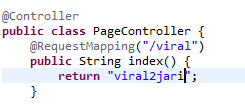 @Controller
public class PageController {
@RequestMapping("/viral")
public String index() {
return "viral2jari";
}